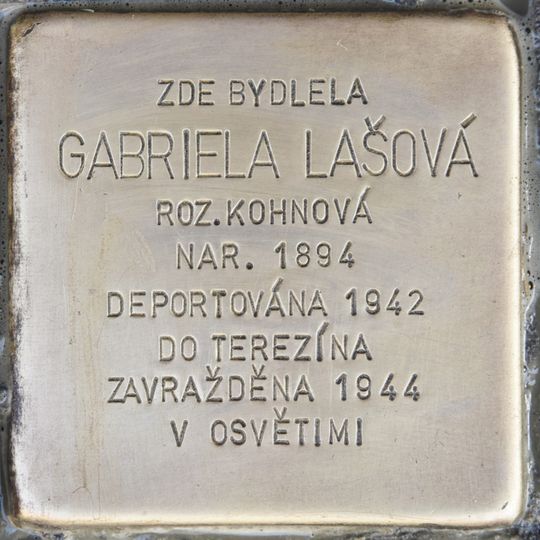 ZDE BYDLELA
GABRIELA LAŠOVÁ
ROZ.KOHNOVÁ
NAR. 1894
DEPORTOVÁNA 1942
DO TEREZÍNA
ZAVRAŽDĚNA 1944
V OSVĚTIMI